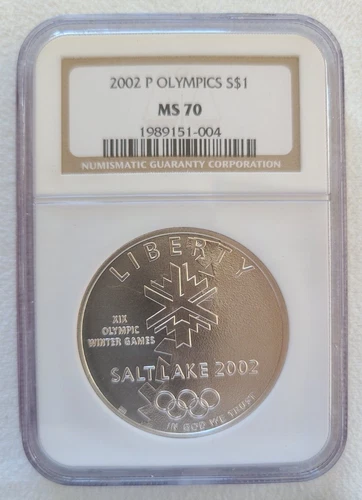 2002 P OLYMPICS S$1
MS 70
1989151-004
NUMISMATIC GUARANTY CORPORATION
LIBERTY
XIX
OLYMPIC
WINTER GAMES
SALT LAKE 2002
IN GOD WE TRUST